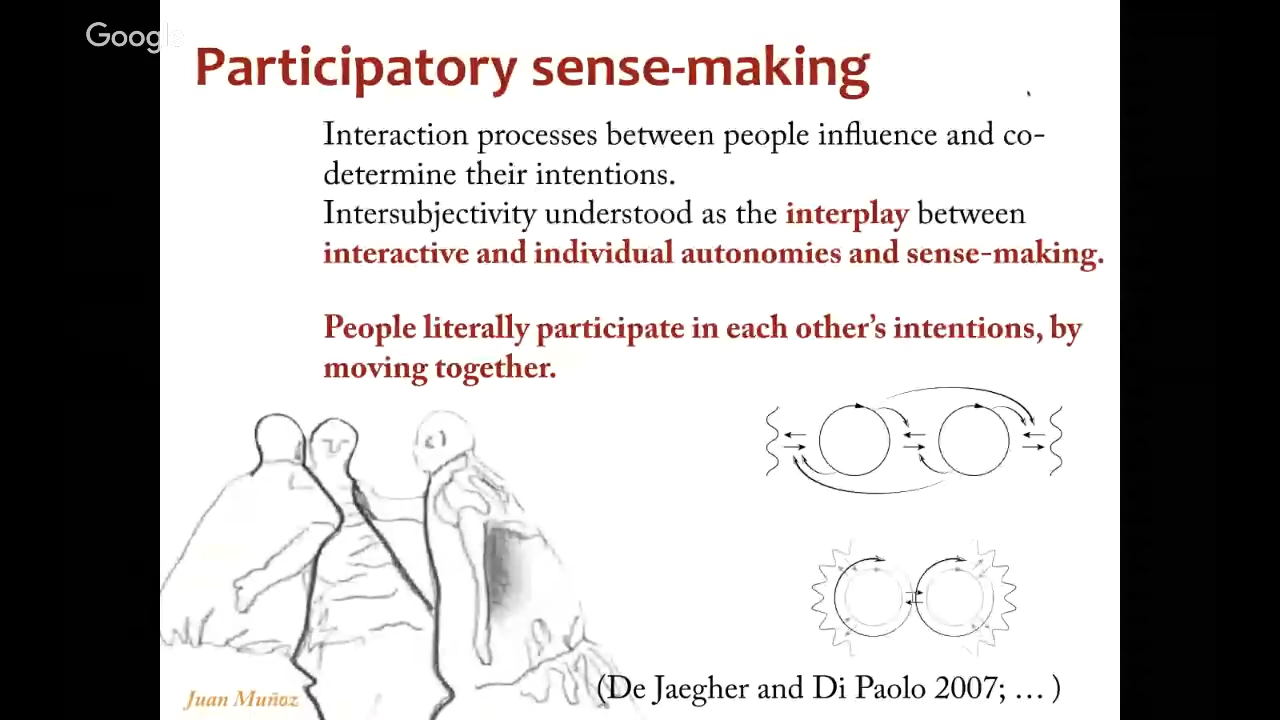 Google
Participatory sense-making
Interaction processes between people influence and co-
determine their intentions.
Intersubjectivity understood as the interplay between
interactive and individual autonomies and sense-making.
People literally participate in each other's intentions, by
moving together.
Juan Muñoz
(De Jaegher and Di Paolo 2007; … )